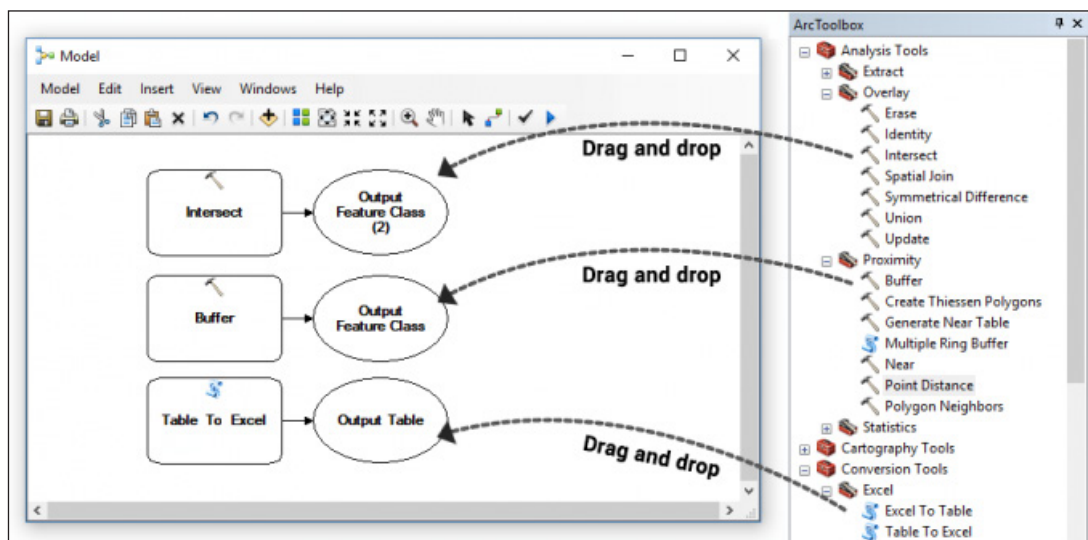 Model
Model Edit Insert View Windows Help
Intersect
Output
Feature Class
(2)
Buffer
Output
Feature Class
Table To Excel
Output Table
Drag and drop
Drag and drop
Drag and drop
ArcToolbox
Analysis Tools
Extract
Overlay
Erase
Identity
Intersect
Spatial Join
Symmetrical Difference
Union
Update
Proximity
Buffer
Create Thiessen Polygons
Generate Near Table
Multiple Ring Buffer
Near
Point Distance
Polygon Neighbors
Statistics
Cartography Tools
Conversion Tools
Excel
Excel To Table
Table To Excel